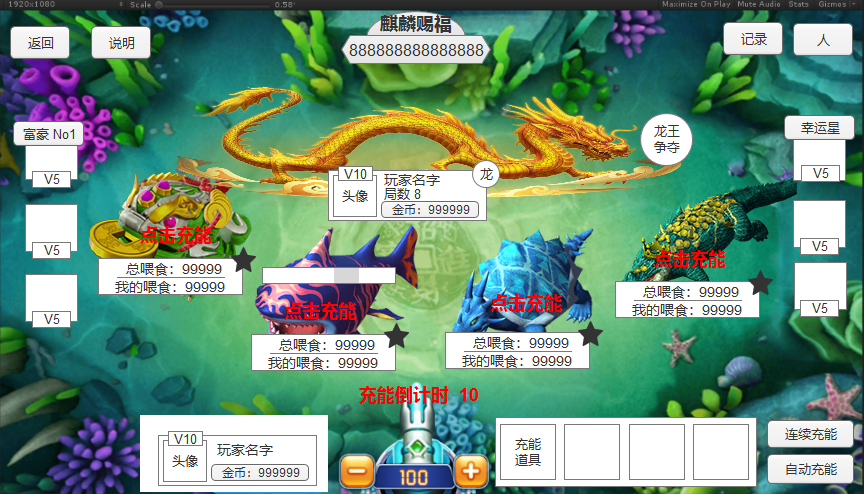 1920x1080 Scale 0.58 Maximize On Play Mute Audio Stats Gizmos
麒麟赐福
888888888888888
返回 说明 记录 人
富豪 No1 龙王
争夺 幸运星
V5
V5
V5
V10
头像
玩家名字
局数 8
金币：999999
龙
V5
V5
V5
点击充能
总喂食：99999
我的喂食：99999
点击充能
总喂食：99999
我的喂食：99999
点击充能
总喂食：99999
我的喂食：99999
点击充能
总喂食：99999
我的喂食：99999
充能倒计时 10
V10
头像
玩家名字
金币：999999
100
充能
道具
连续充能
自动充能